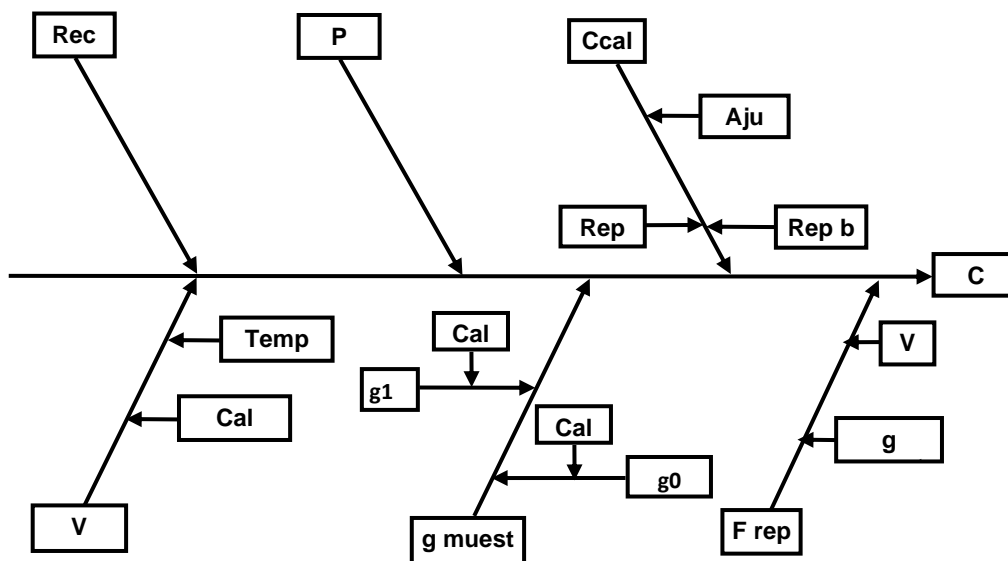 Rec
P
Ccal
Aju
Rep
Rep b
C
Temp
Cal
V
Cal
g1
Cal
g0
g muest
V
g
F rep